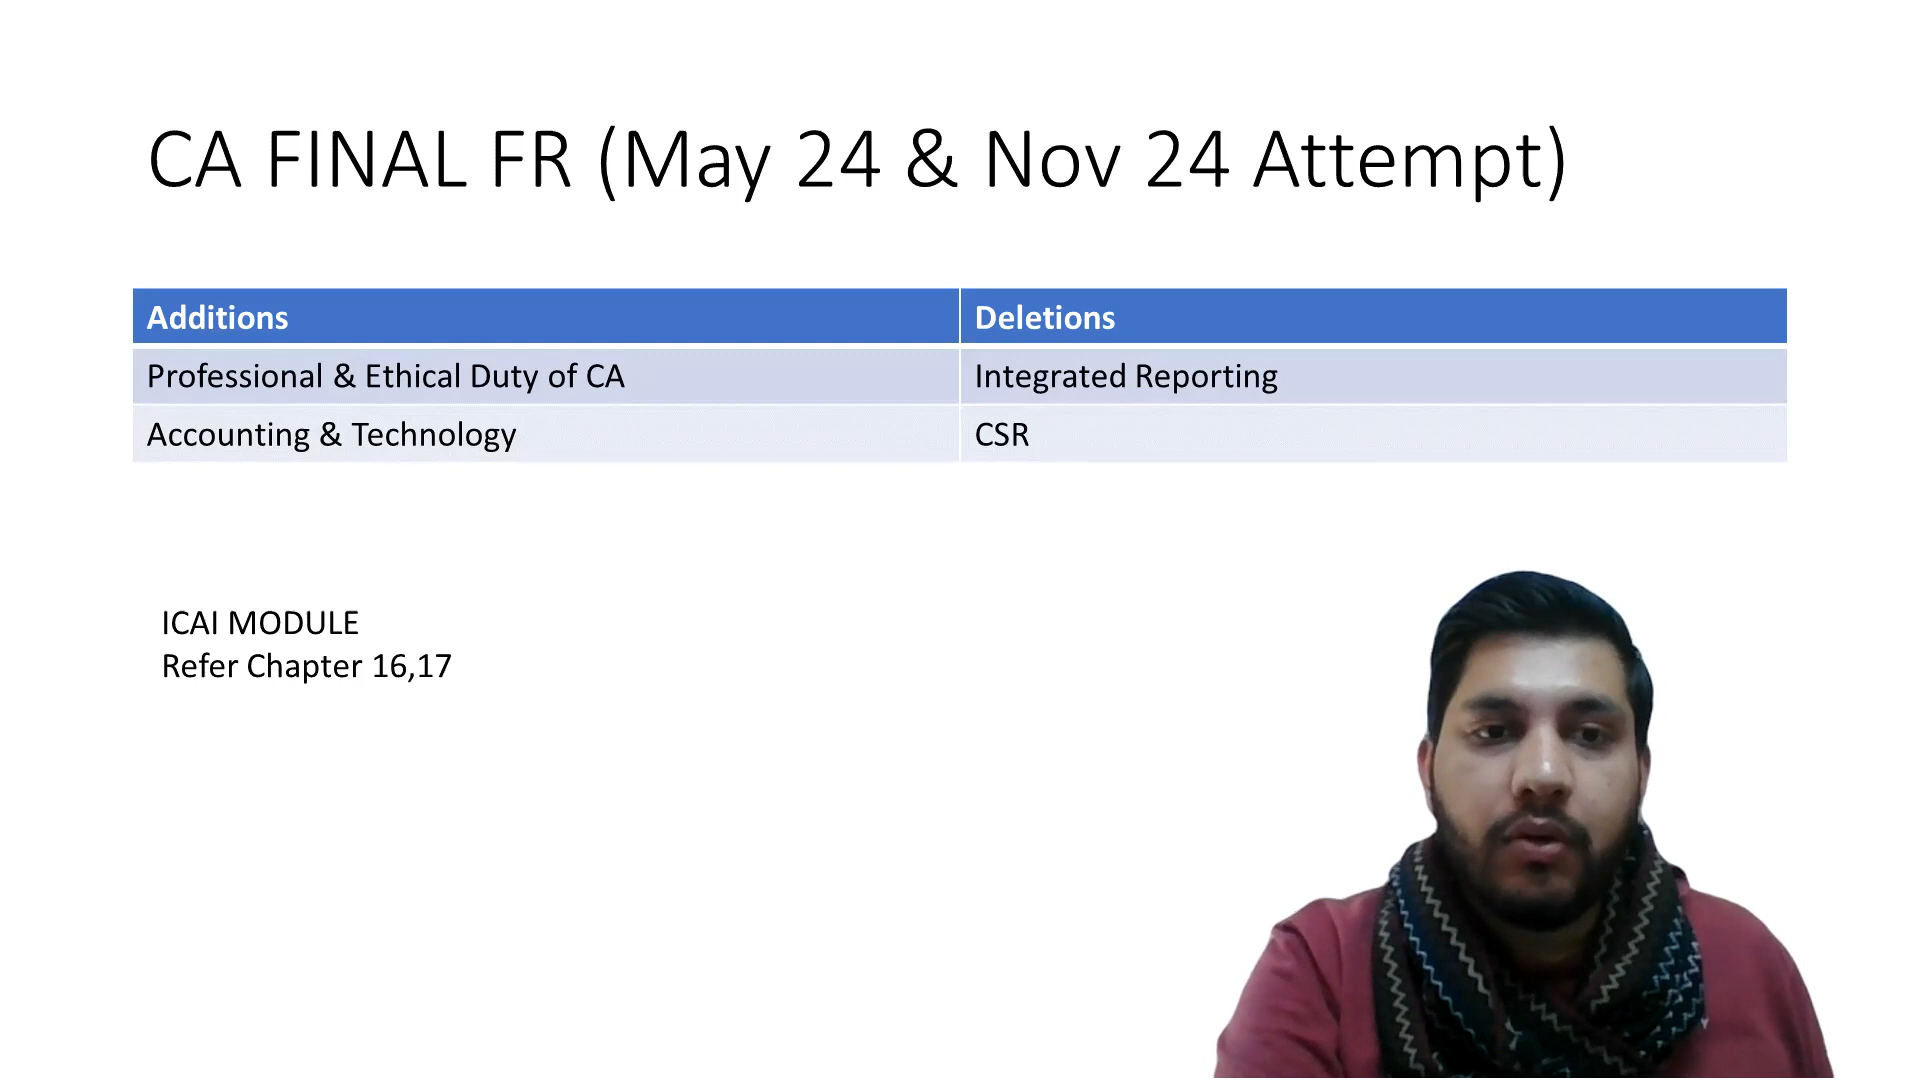 CA FINAL FR (May 24 & Nov 24 Attempt)
Additions Deletions
Professional & Ethical Duty of CA Integrated Reporting
Accounting & Technology CSR
ICAI MODULE
Refer Chapter 16,17